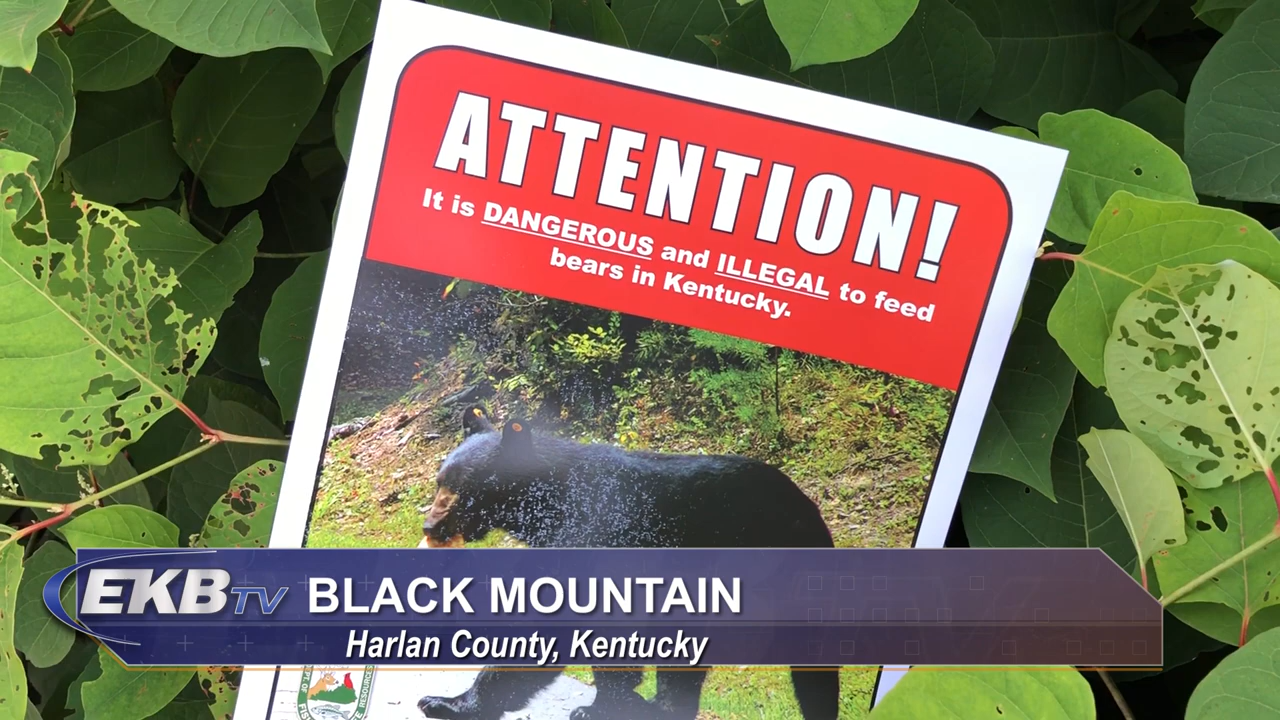 ATTENTION!
It is DANGEROUS and ILLEGAL to feed
bears in Kentucky.
EKBTV
BLACK MOUNTAIN
Harlan County, Kentucky